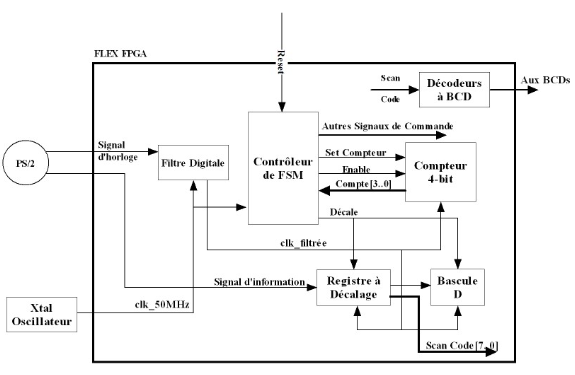 Reset
FLEX FPGA
Scan
Code
Décodeurs
à BCD
Aux BCDs
PS/2
Signal
d'horloge
Filtre Digitale
Contrôleur
de FSM
Autres Signaux de Commande
Set Compteur
Enable
Compte[3..0]
Compteur
4-bit
Décale
clk_filtrée
Signal d'information
Registre à
Décalage
Bascule
D
Xtal
Oscillateur
clk_50MHz
Scan Code[7..0]